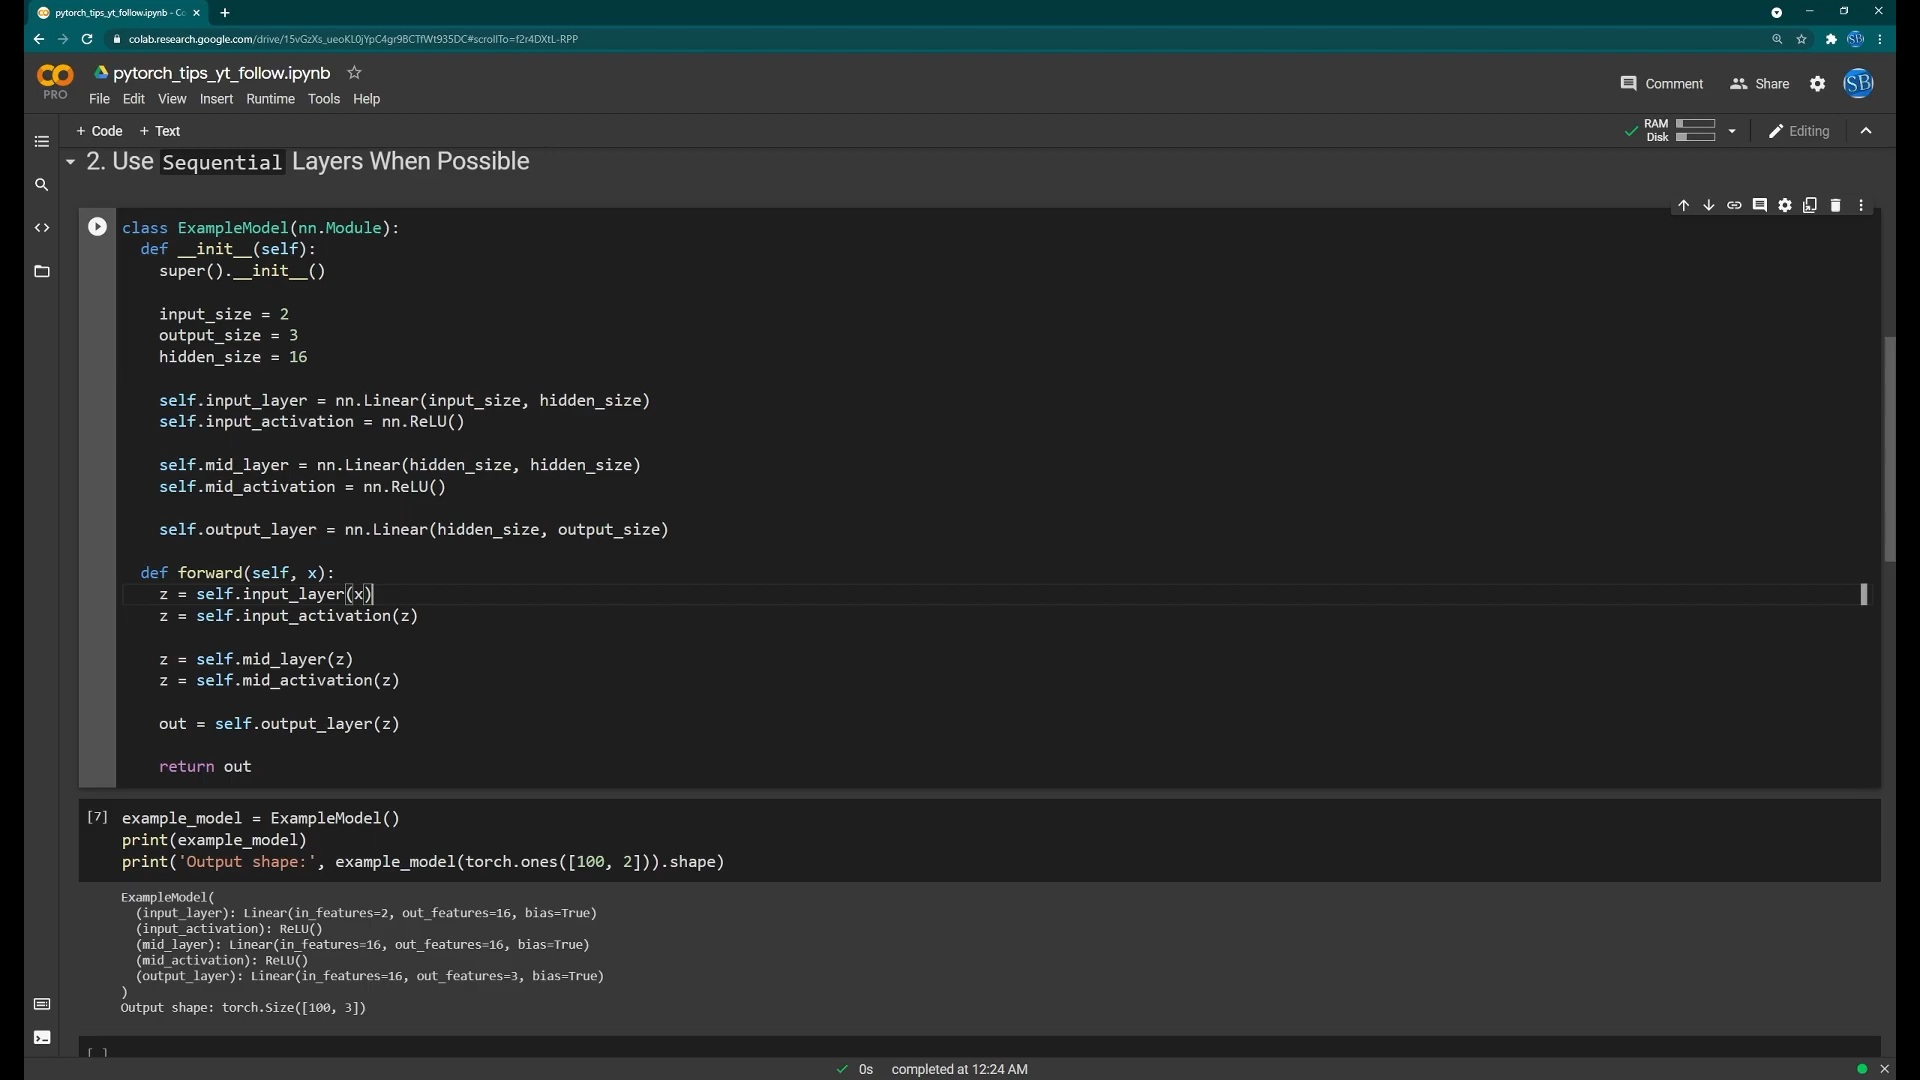 pytorch_tips_yt_follow.ipynb - Co
colab.research.google.com/drive/15vGzXs_ueoKL0jYpC4gr9BCTfWt935DC#scrollTo=f2r4DXtL-RPP
SB
PRO
pytorch_tips_yt_follow.ipynb
Comment
Share
SB
File Edit View Insert Runtime Tools Help
+ Code + Text
RAM
Disk
Editing
2. Use Sequential Layers When Possible
class ExampleModel(nn.Module):
  def __init__(self):
    super().__init__()

    input_size = 2
    output_size = 3
    hidden_size = 16

    self.input_layer = nn.Linear(input_size, hidden_size)
    self.input_activation = nn.ReLU()

    self.mid_layer = nn.Linear(hidden_size, hidden_size)
    self.mid_activation = nn.ReLU()

    self.output_layer = nn.Linear(hidden_size, output_size)

  def forward(self, x):
    z = self.input_layer(x)
    z = self.input_activation(z)

    z = self.mid_layer(z)
    z = self.mid_activation(z)

    out = self.output_layer(z)

    return out
[7] example_model = ExampleModel()
print(example_model)
print('Output shape:', example_model(torch.ones([100, 2])).shape)
ExampleModel(
  (input_layer): Linear(in_features=2, out_features=16, bias=True)
  (input_activation): ReLU()
  (mid_layer): Linear(in_features=16, out_features=16, bias=True)
  (mid_activation): ReLU()
  (output_layer): Linear(in_features=16, out_features=3, bias=True)
)
Output shape: torch.Size([100, 3])
[ ]
0s completed at 12:24 AM